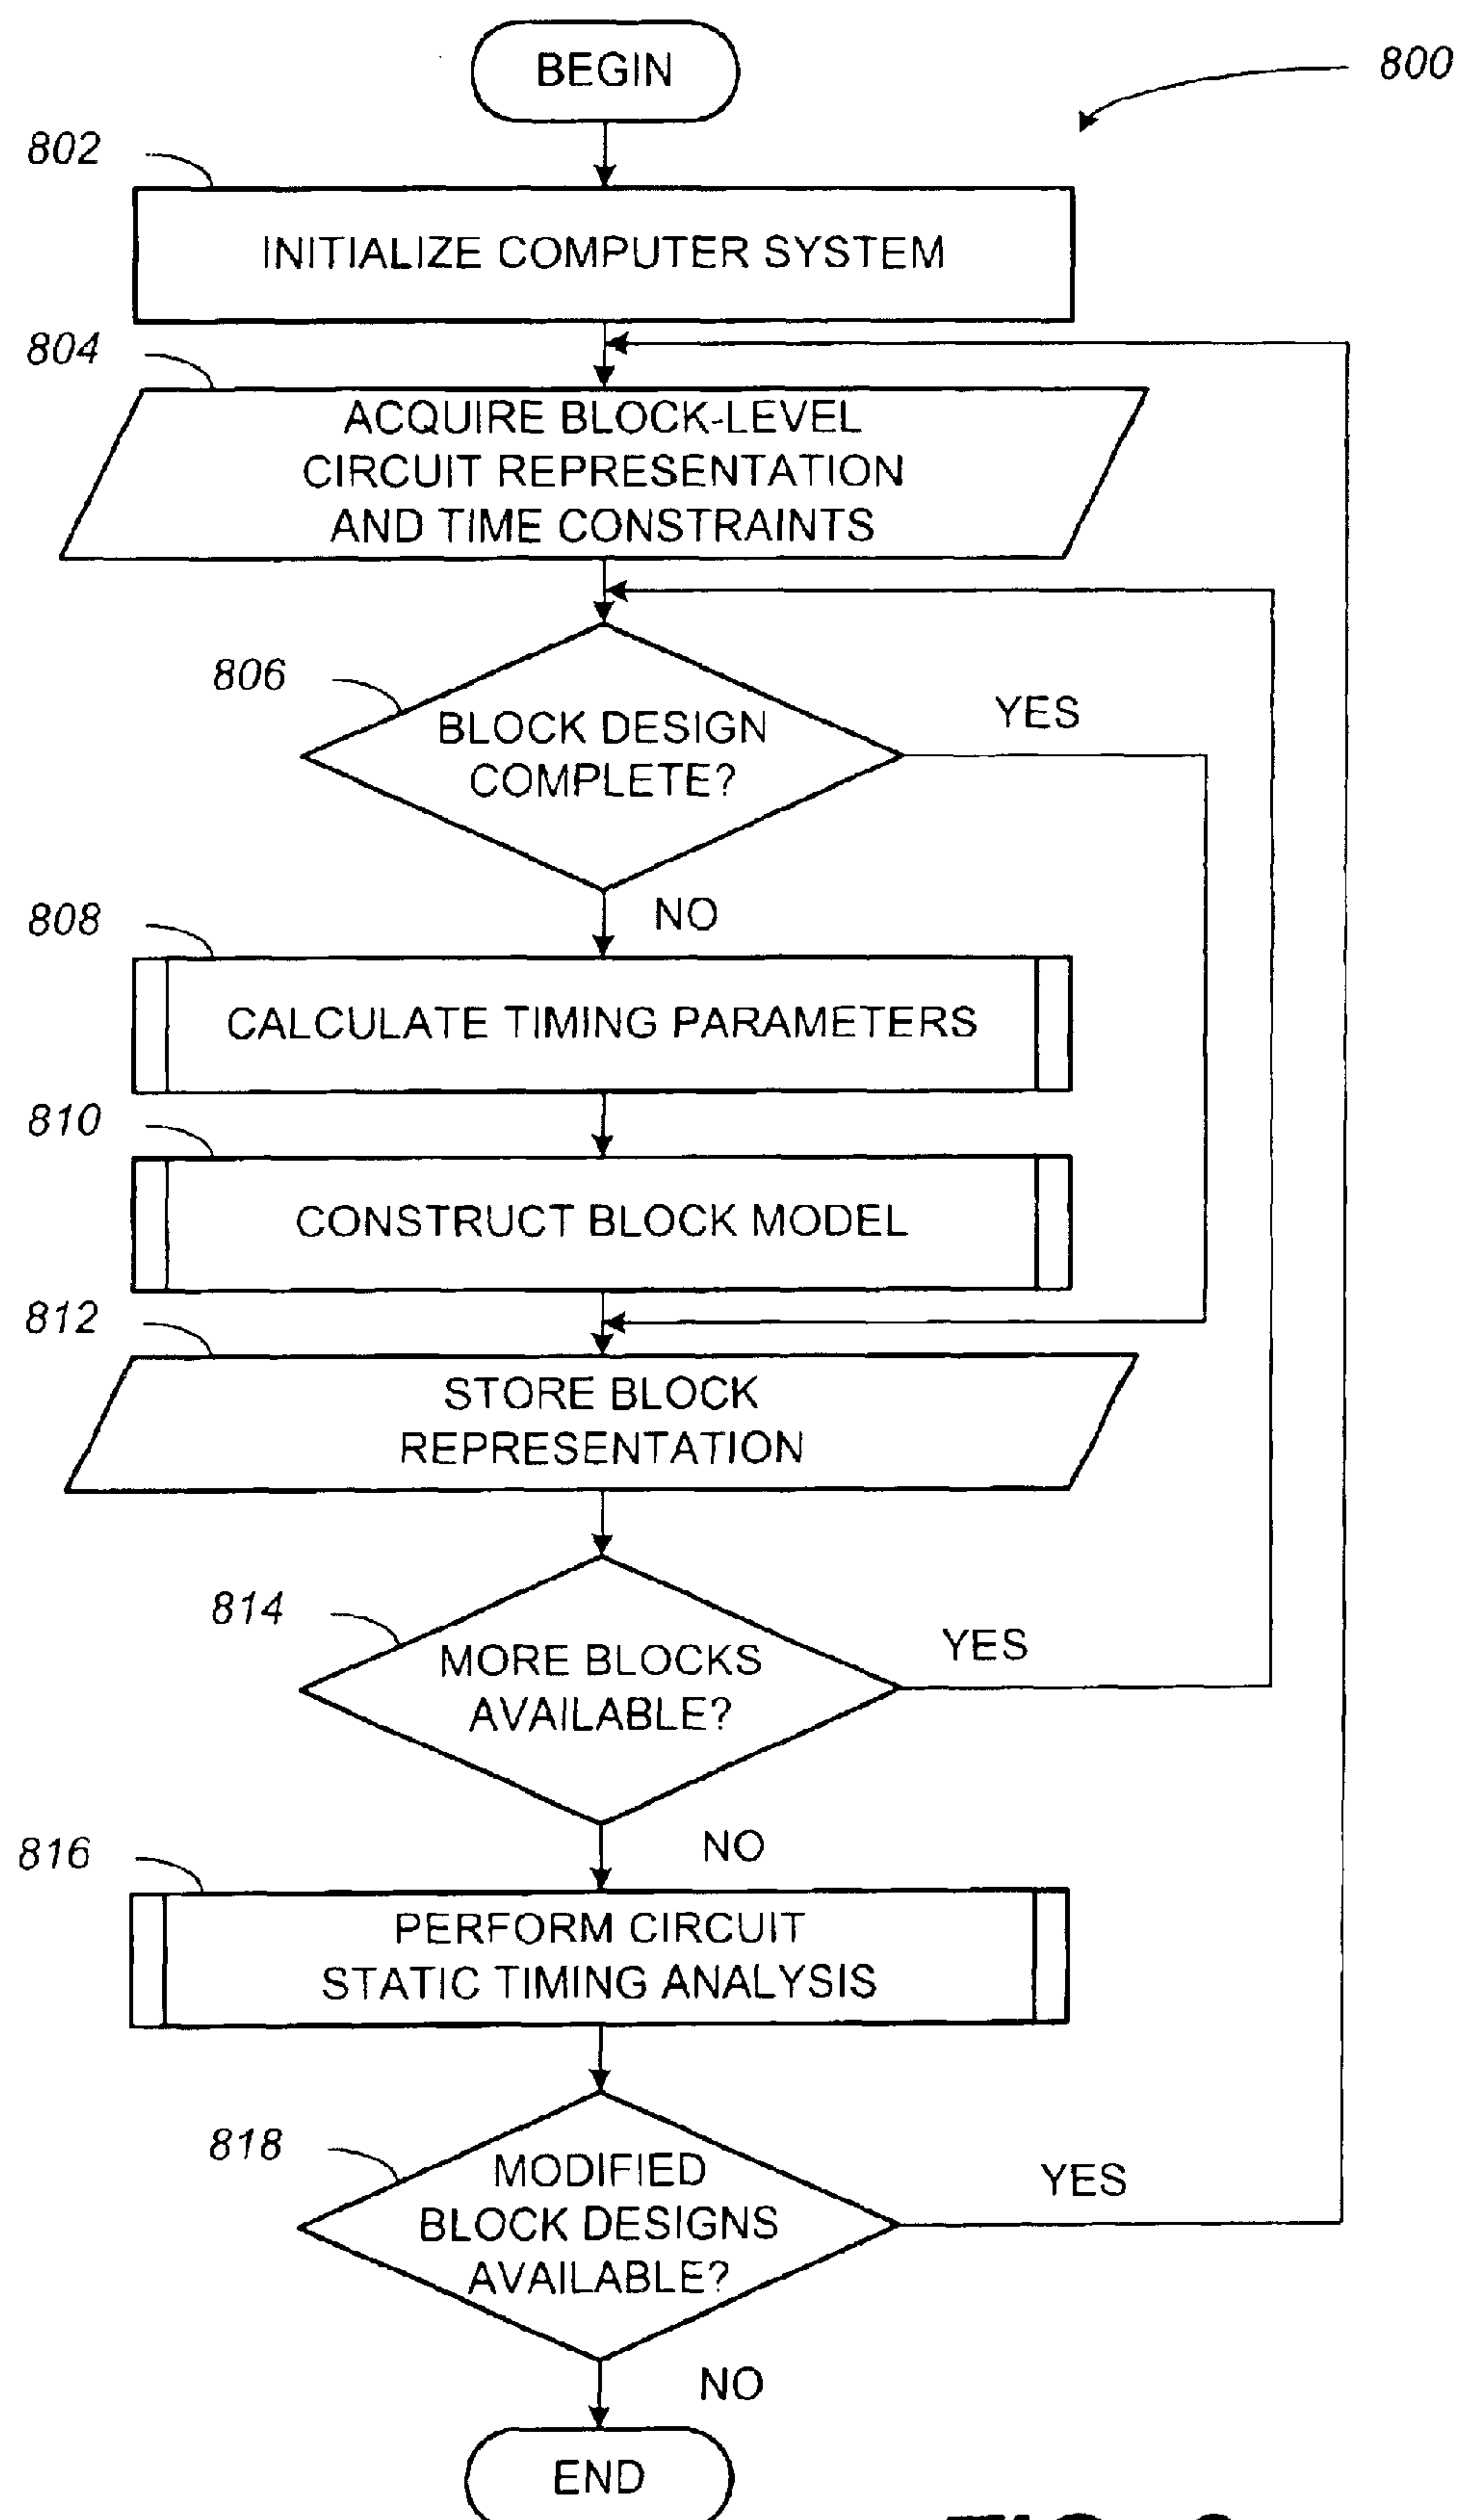 BEGIN
800
802
INITIALIZE COMPUTER SYSTEM
804
ACQUIRE BLOCK-LEVEL
CIRCUIT REPRESENTATION
AND TIME CONSTRAINTS
806
BLOCK DESIGN
COMPLETE?
YES
NO
808
CALCULATE TIMING PARAMETERS
810
CONSTRUCT BLOCK MODEL
812
STORE BLOCK
REPRESENTATION
814
MORE BLOCKS
AVAILABLE?
YES
NO
816
PERFORM CIRCUIT
STATIC TIMING ANALYSIS
818
MODIFIED
BLOCK DESIGNS
AVAILABLE?
YES
NO
END